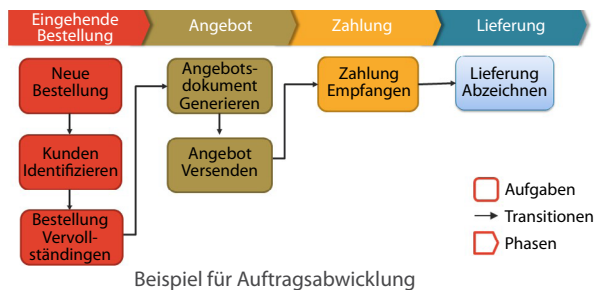 Eingehende
Bestellung
Angebot
Zahlung
Lieferung
Neue
Bestellung
Kunden
Identifizieren
Bestellung
Vervoll-
ständingen
Angebots-
dokument
Generieren
Angebot
Versenden
Zahlung
Empfangen
Lieferung
Abzeichnen
Aufgaben
Transitionen
Phasen
Beispiel für Auftragsabwicklung